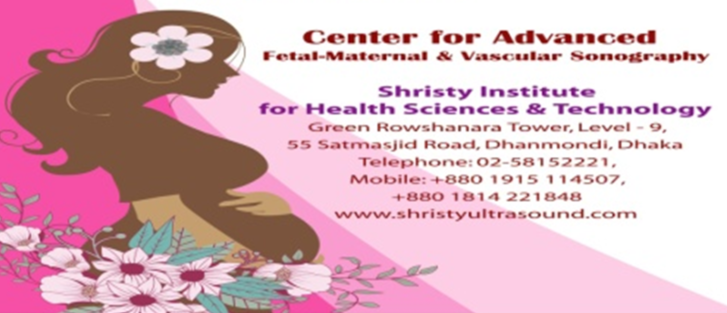 Center for Advanced
Fetal-Maternal & Vascular Sonography
Shristy Institute
for Health Sciences & Technology
Green Rowshanara Tower, Level - 9,
55 Satmasjid Road, Dhanmondi, Dhaka
Telephone: 02-58152221,
Mobile: +880 1915 114507,
+880 1814 221848
www.shristyultrasound.com